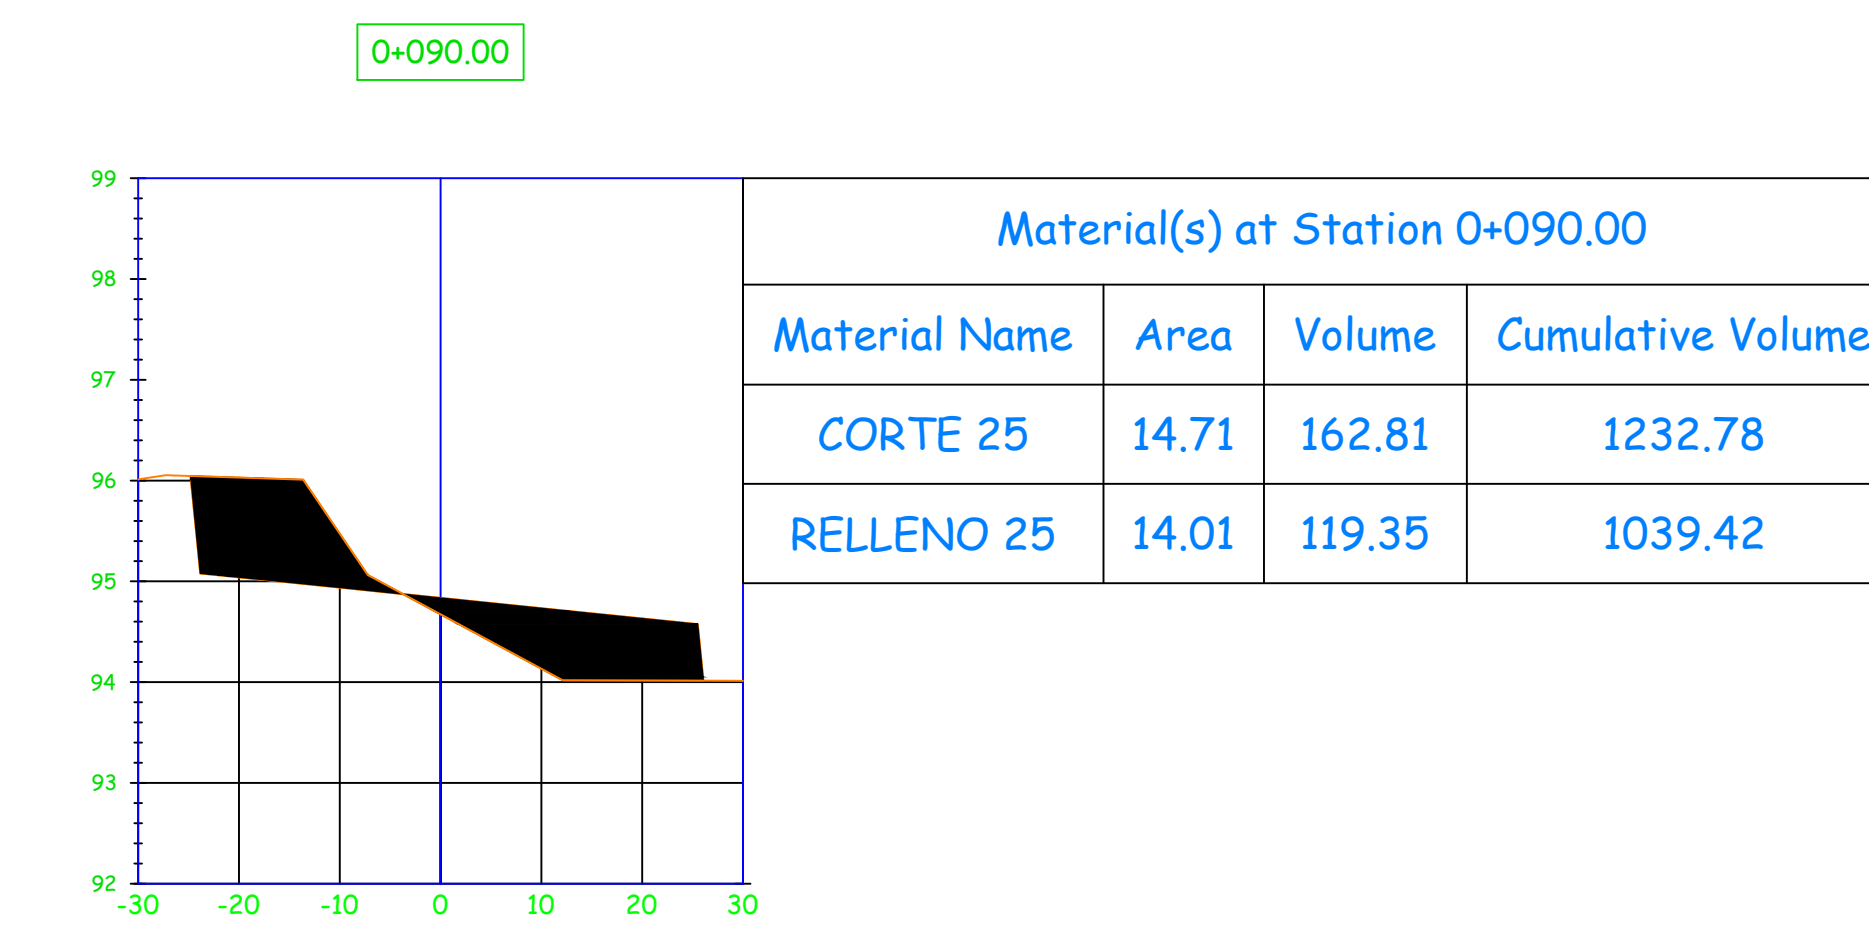 0+090.00
99
98
97
96
95
94
93
92
-30 -20 -10 0 10 20 30
Material(s) at Station 0+090.00
Material Name Area Volume Cumulative Volume
CORTE 25 14.71 162.81 1232.78
RELLENO 25 14.01 119.35 1039.42